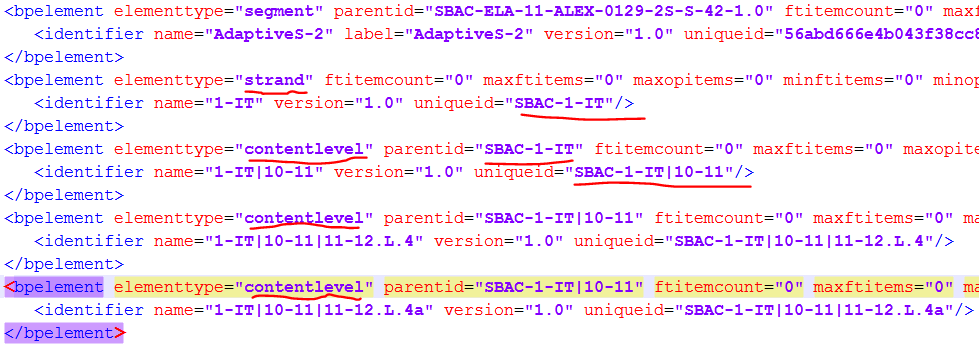 <bpelement elementtype="segment" parentid="SBAC-ELA-11-ALEX-0129-2S-S-42-1.0" ftitemcount="0" maxf
<identifier name="AdaptiveS-2" label="AdaptiveS-2" version="1.0" uniqueid="56abd666e4b043f38cc8
</bpelement>
<bpelement elementtype="strand" ftitemcount="0" maxftitems="0" maxopitems="0" minftitems="0" minop
<identifier name="1-IT" version="1.0" uniqueid="SBAC-1-IT"/>
</bpelement>
<bpelement elementtype="contentlevel" parentid="SBAC-1-IT" ftitemcount="0" maxftitems="0" maxopite
<identifier name="1-IT|10-11" version="1.0" uniqueid="SBAC-1-IT|10-11"/>
</bpelement>
<bpelement elementtype="contentlevel" parentid="SBAC-1-IT|10-11" ftitemcount="0" maxftitems="0" ma
<identifier name="1-IT|10-11|11-12.L.4" version="1.0" uniqueid="SBAC-1-IT|10-11|11-12.L.4"/>
</bpelement>
<bpelement elementtype="contentlevel" parentid="SBAC-1-IT|10-11" ftitemcount="0" maxftitems="0" ma
<identifier name="1-IT|10-11|11-12.L.4a" version="1.0" uniqueid="SBAC-1-IT|10-11|11-12.L.4a"/>
</bpelement>